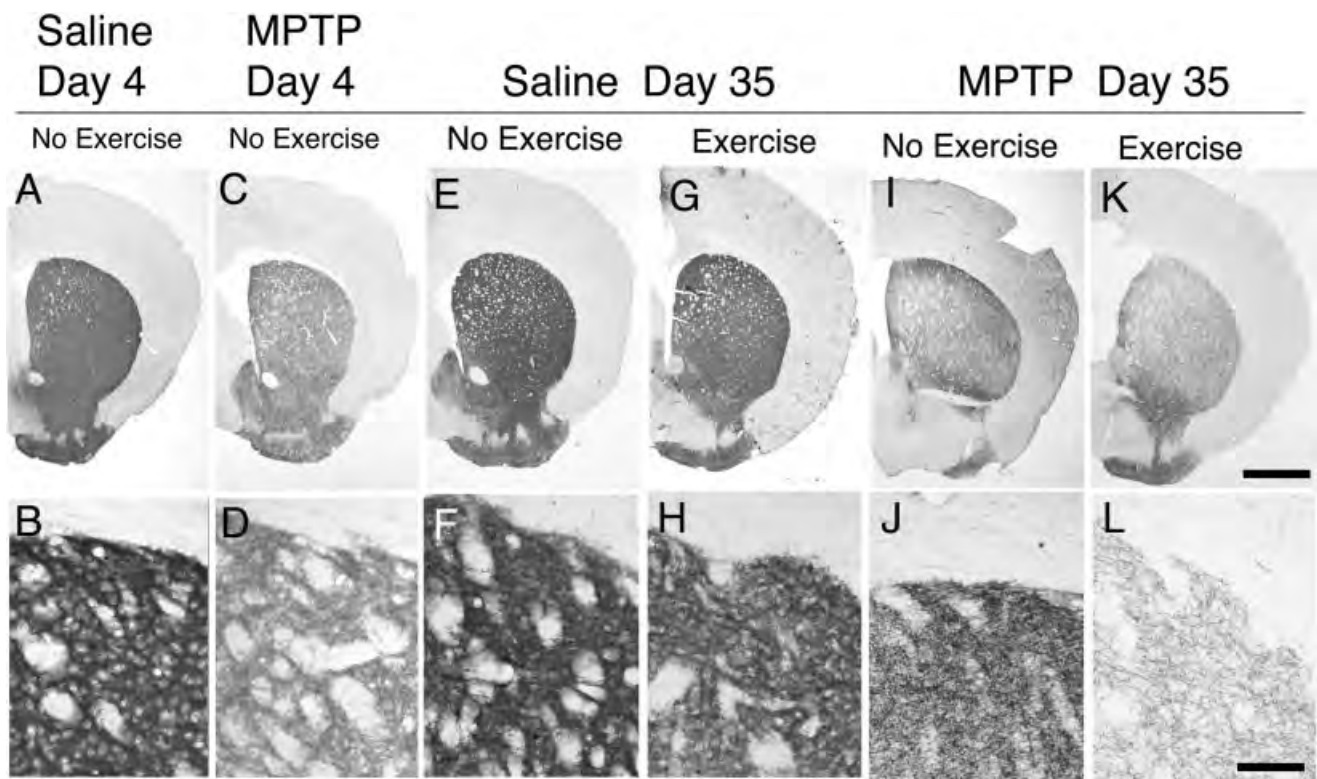 Saline MPTP
Day 4 Day 4 Saline Day 35 MPTP Day 35
No Exercise No Exercise No Exercise Exercise No Exercise Exercise
A C E G I K
B D F H J L